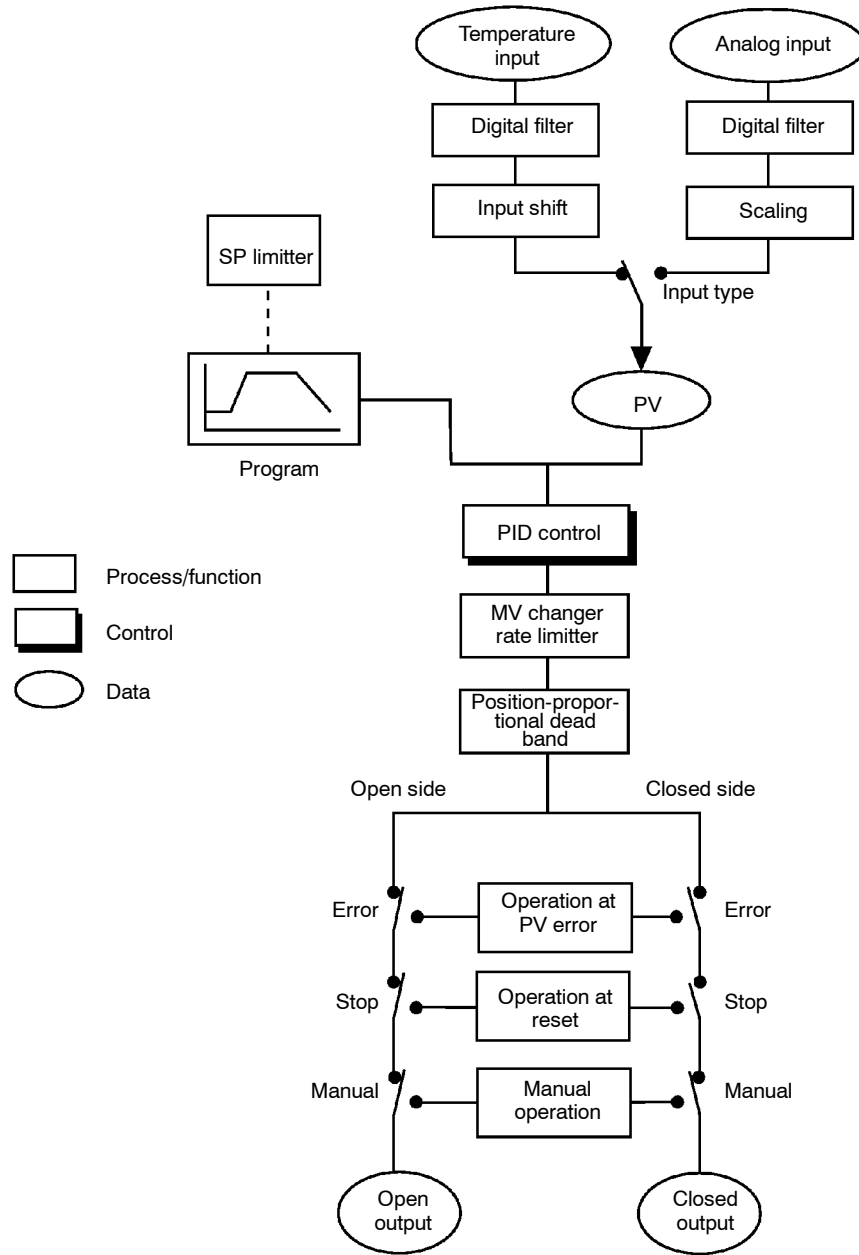 Temperature
input
Analog input
Digital filter
Digital filter
Input shift
Scaling
SP limitter
Input type
PV
Program
PID control
Process/function
MV changer
rate limitter
Control
Data
Position-propor-
tional dead
band
Open side
Closed side
Error
Operation at
PV error
Error
Stop
Operation at
reset
Stop
Manual
Manual
operation
Manual
Open
output
Closed
output